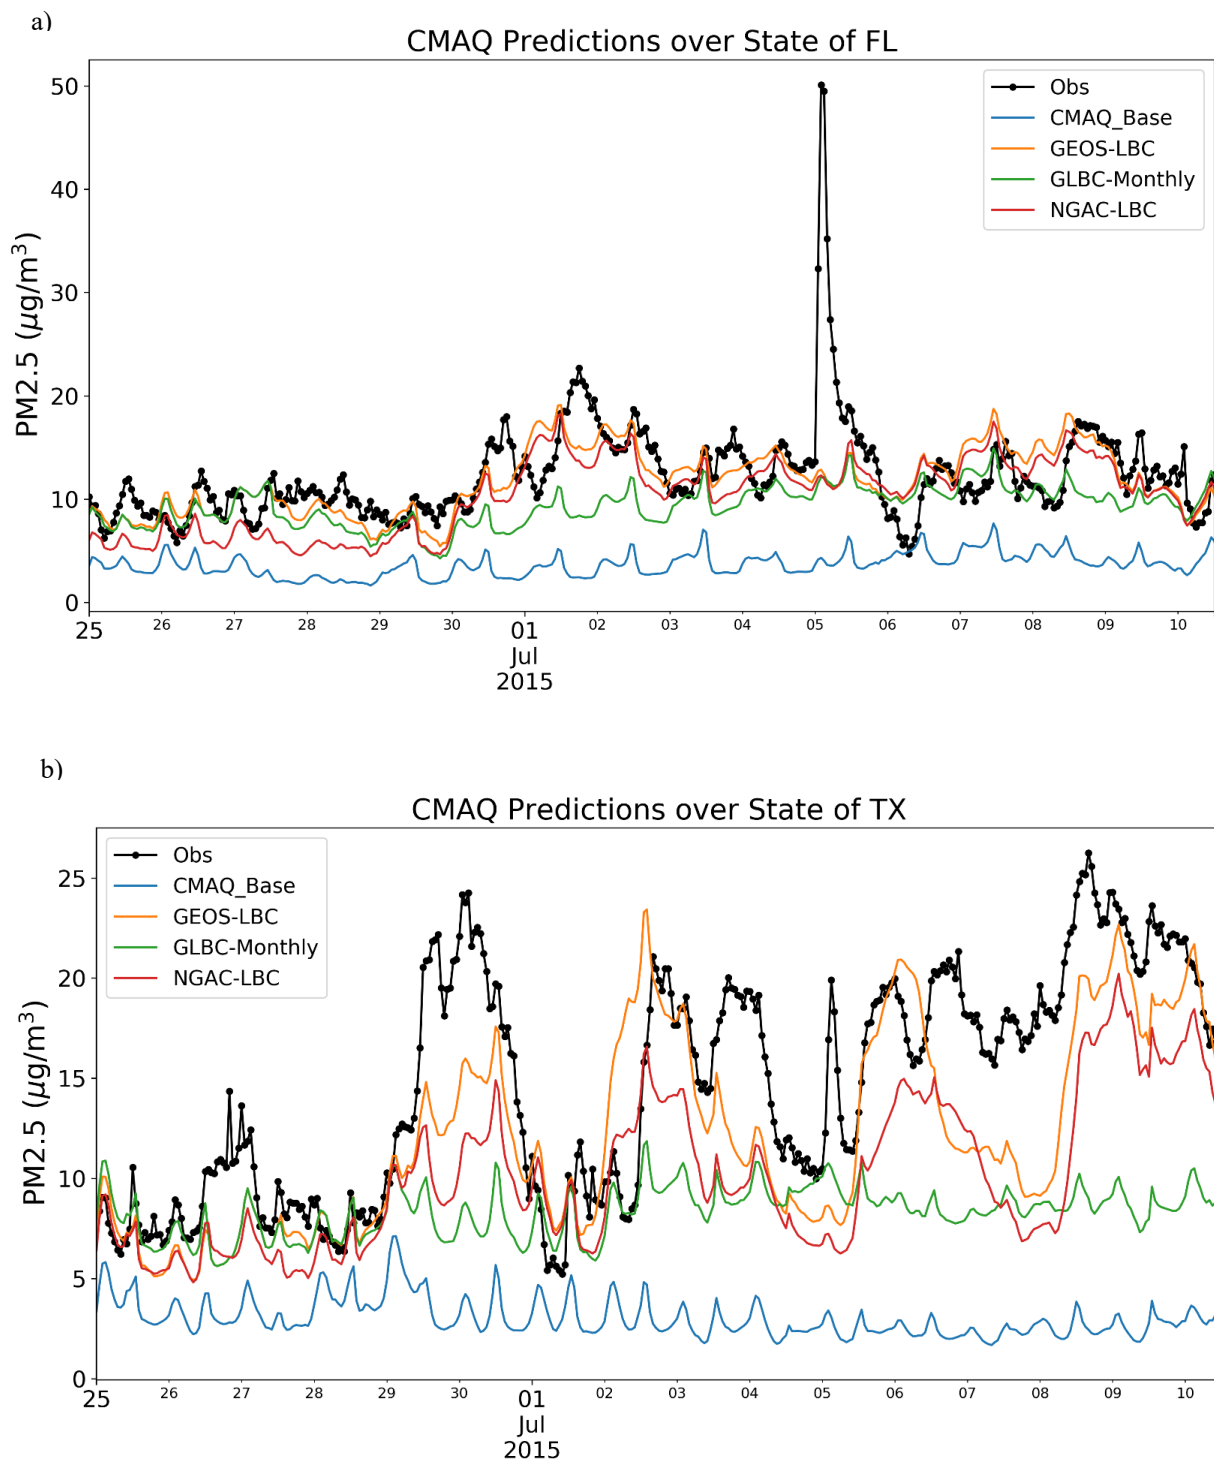 a)
CMAQ Predictions over State of FL
PM2.5 (μg/m³)
50
40
30
20
10
0
Obs
CMAQ_Base
GEOS-LBC
GLBC-Monthly
NGAC-LBC
25 26 27 28 29 30 01 02 03 04 05 06 07 08 09 10
Jul
2015
b)
CMAQ Predictions over State of TX
PM2.5 (μg/m³)
25
20
15
10
5
0
Obs
CMAQ_Base
GEOS-LBC
GLBC-Monthly
NGAC-LBC
25 26 27 28 29 30 01 02 03 04 05 06 07 08 09 10
Jul
2015